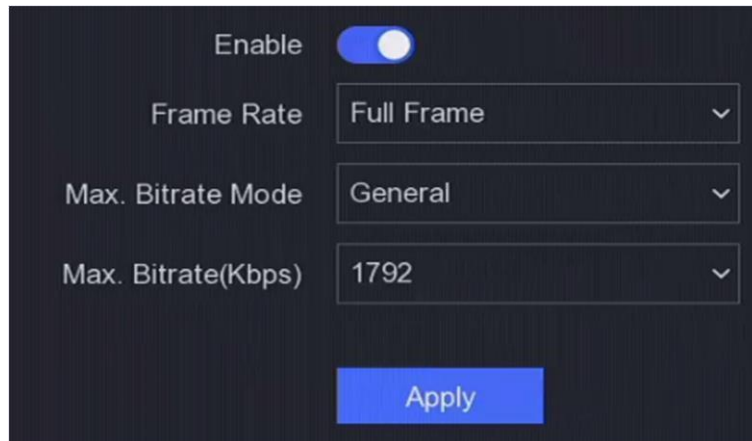 Enable
Frame Rate Full Frame
Max. Bitrate Mode General
Max. Bitrate(Kbps) 1792
Apply